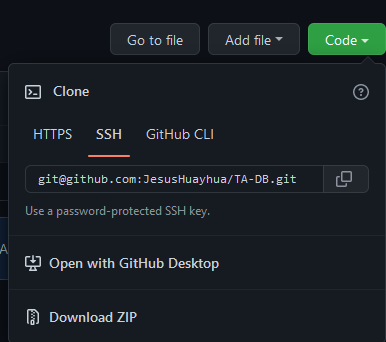 Go to file
Add file
Code
Clone
HTTPS
SSH
GitHub CLI
git@github.com:JesusHuayhua/TA-DB.git
Use a password-protected SSH key.
A
Open with GitHub Desktop
Download ZIP